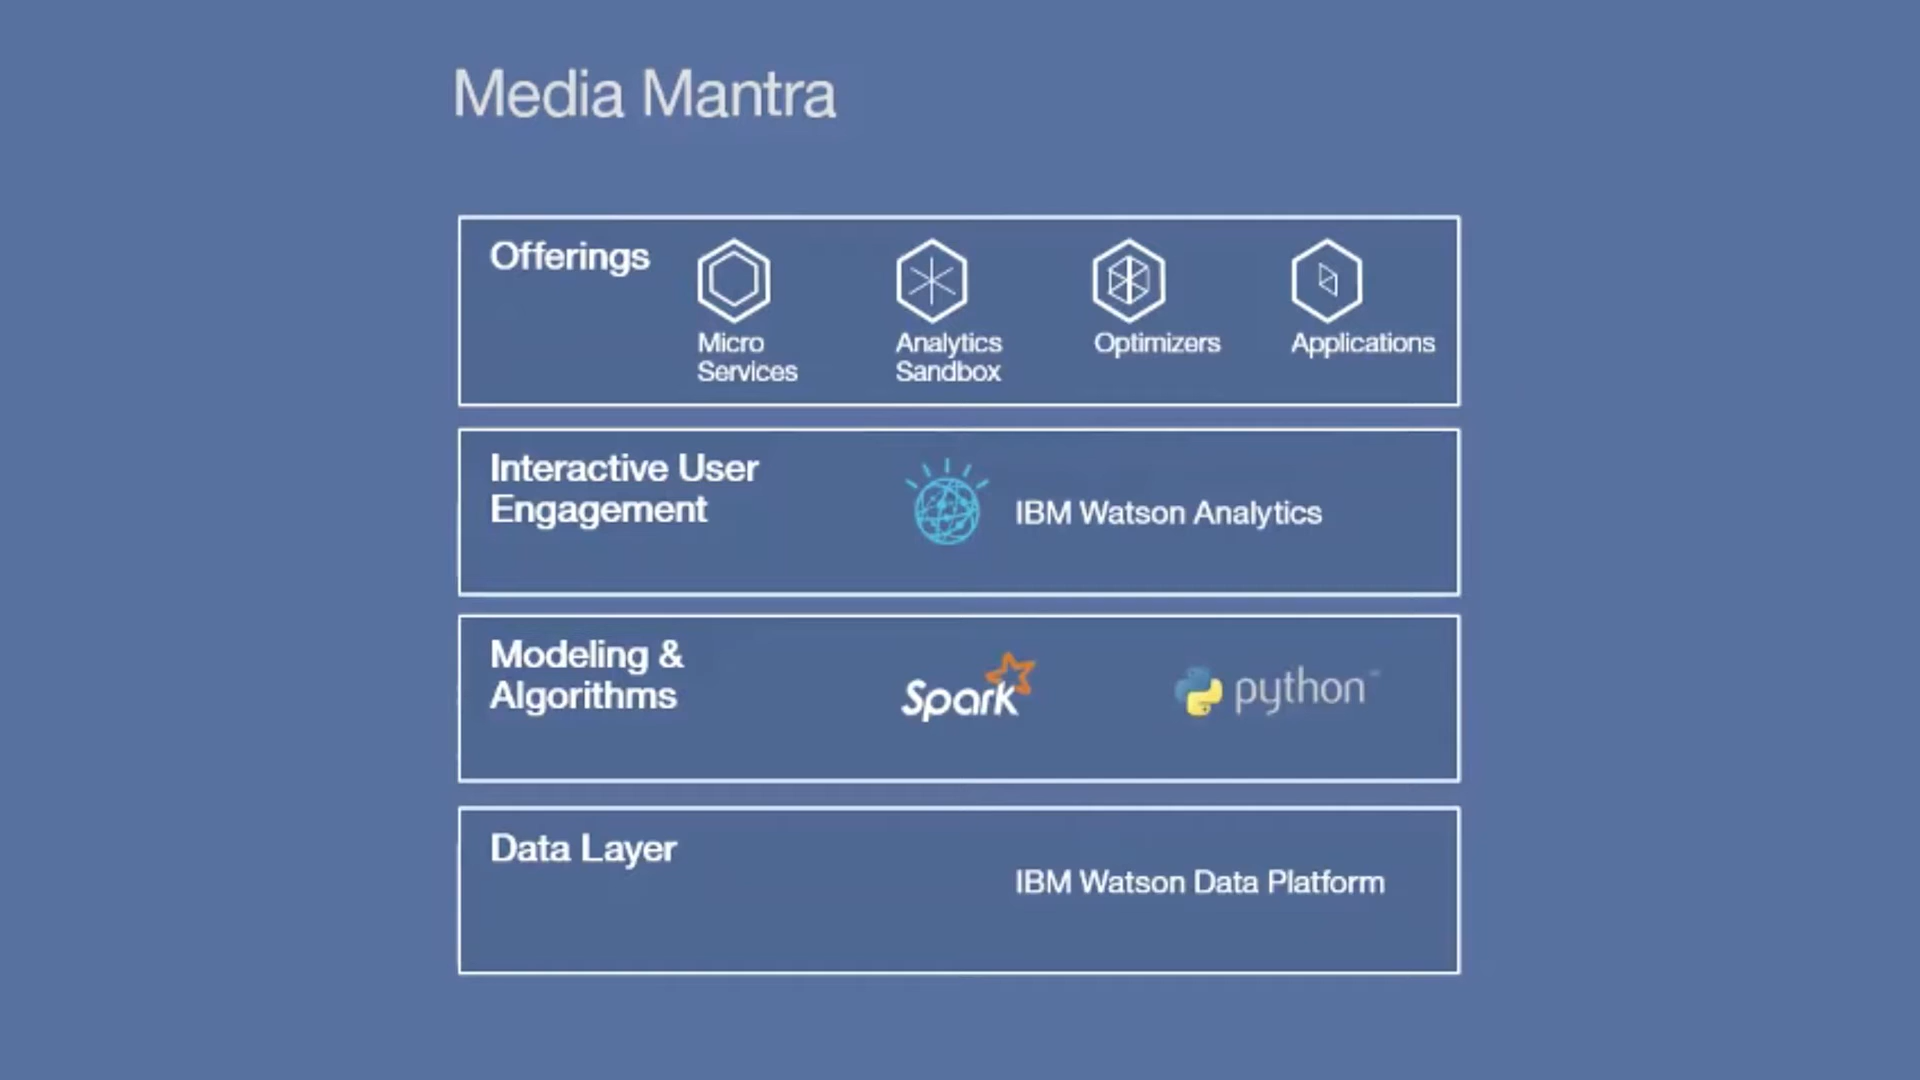 Media Mantra
Offerings
Micro
Services
Analytics
Sandbox
Optimizers
Applications
Interactive User
Engagement
IBM Watson Analytics
Modeling &
Algorithms
Spark
python™
Data Layer
IBM Watson Data Platform